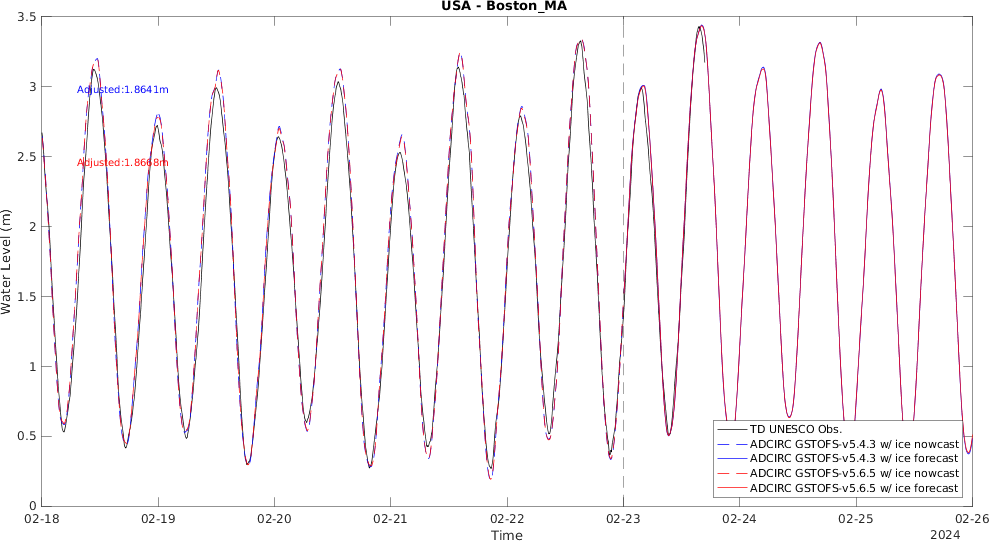 USA - Boston_MA
3.5
3
2.5
2
1.5
1
0.5
0
Water Level (m)
Adjusted:1.8641m
Adjusted:1.8668m
TD UNESCO Obs.
ADCIRC GSTOFS-v5.4.3 w/ ice nowcast
ADCIRC GSTOFS-v5.4.3 w/ ice forecast
ADCIRC GSTOFS-v5.6.5 w/ ice nowcast
ADCIRC GSTOFS-v5.6.5 w/ ice forecast
02-18 02-19 02-20 02-21 02-22 02-23 02-24 02-25 02-26
Time
2024